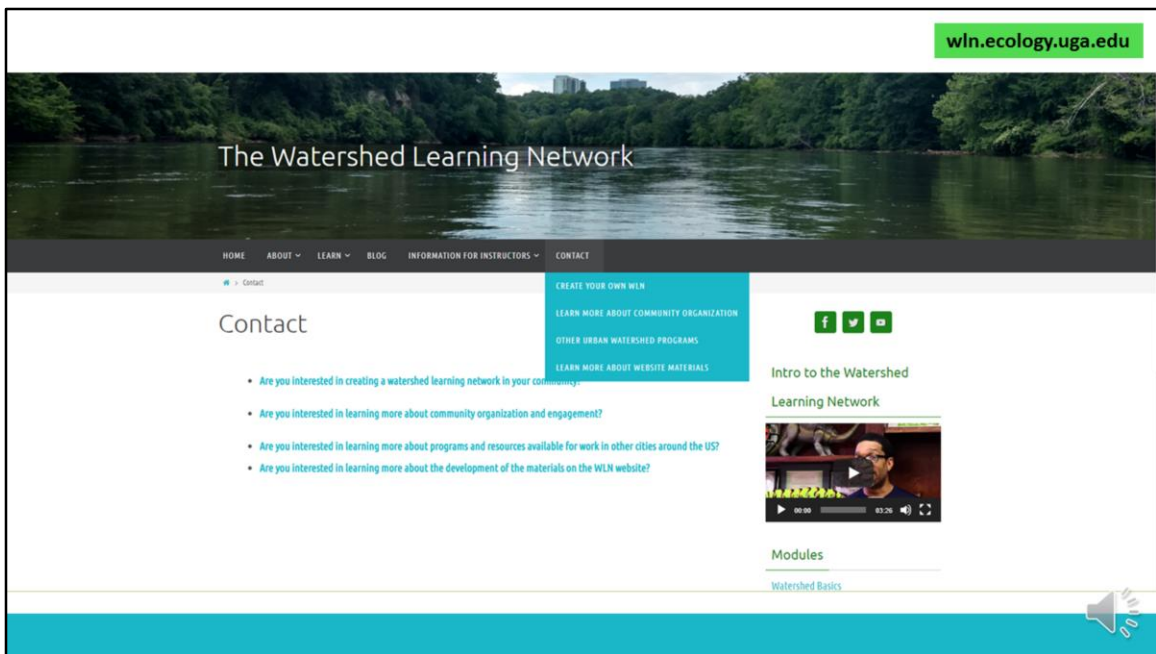 wln.ecology.uga.edu
The Watershed Learning Network
HOME ABOUT LEARN BLOG INFORMATION FOR INSTRUCTORS CONTACT
> Contact
CREATE YOUR OWN WLN
LEARN MORE ABOUT COMMUNITY ORGANIZATION
OTHER URBAN WATERSHED PROGRAMS
LEARN MORE ABOUT WEBSITE MATERIALS
Contact
• Are you interested in creating a watershed learning network in your community?
• Are you interested in learning more about community organization and engagement?
• Are you interested in learning more about programs and resources available for work in other cities around the US?
• Are you interested in learning more about the development of the materials on the WLN website?
Intro to the Watershed
Learning Network
00:00 03:26
Modules
Watershed Basics